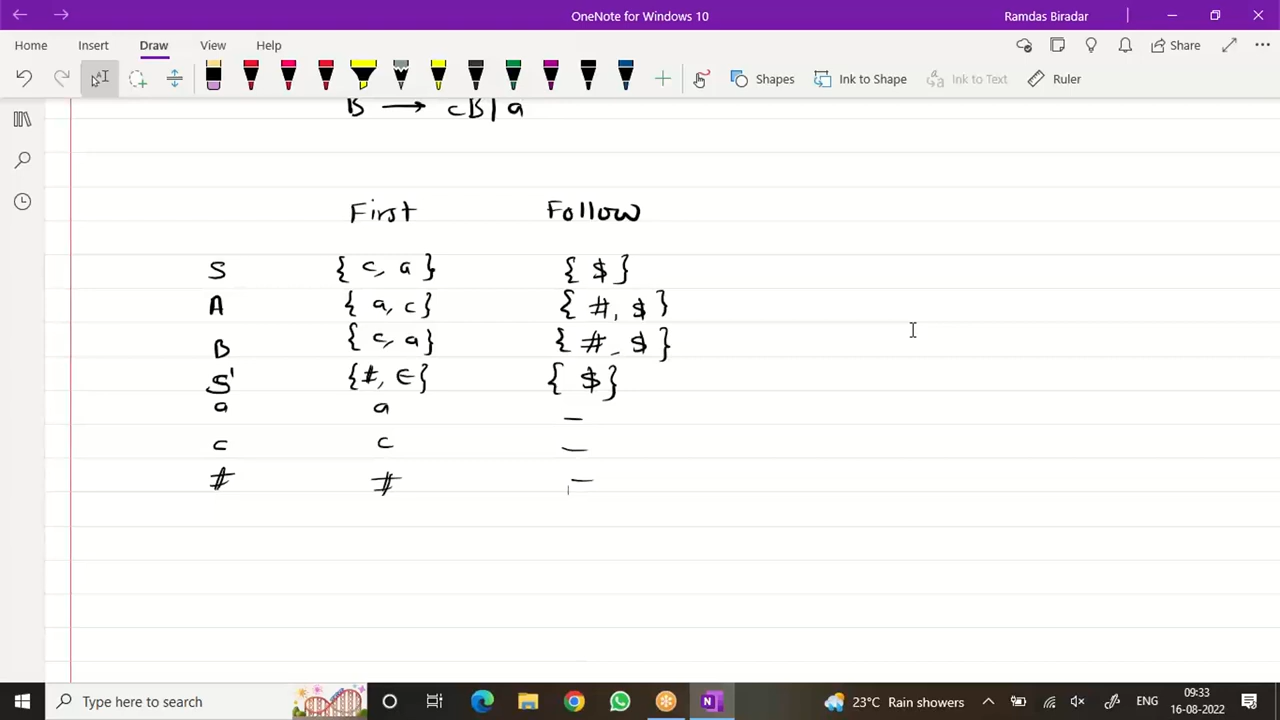 OneNote for Windows 10
Ramdas Biradar
Home Insert Draw View Help
Share
Shapes Ink to Shape Ink to Text Ruler
B → cB | a
First Follow
S { c, a } { $ }
A { a, c } { #, $ }
B { c, a } { #, $ }
S' { #, ∈ } { $ }
a a —
c c —
# # —
Type here to search
23°C Rain showers
ENG
09:33
16-08-2022